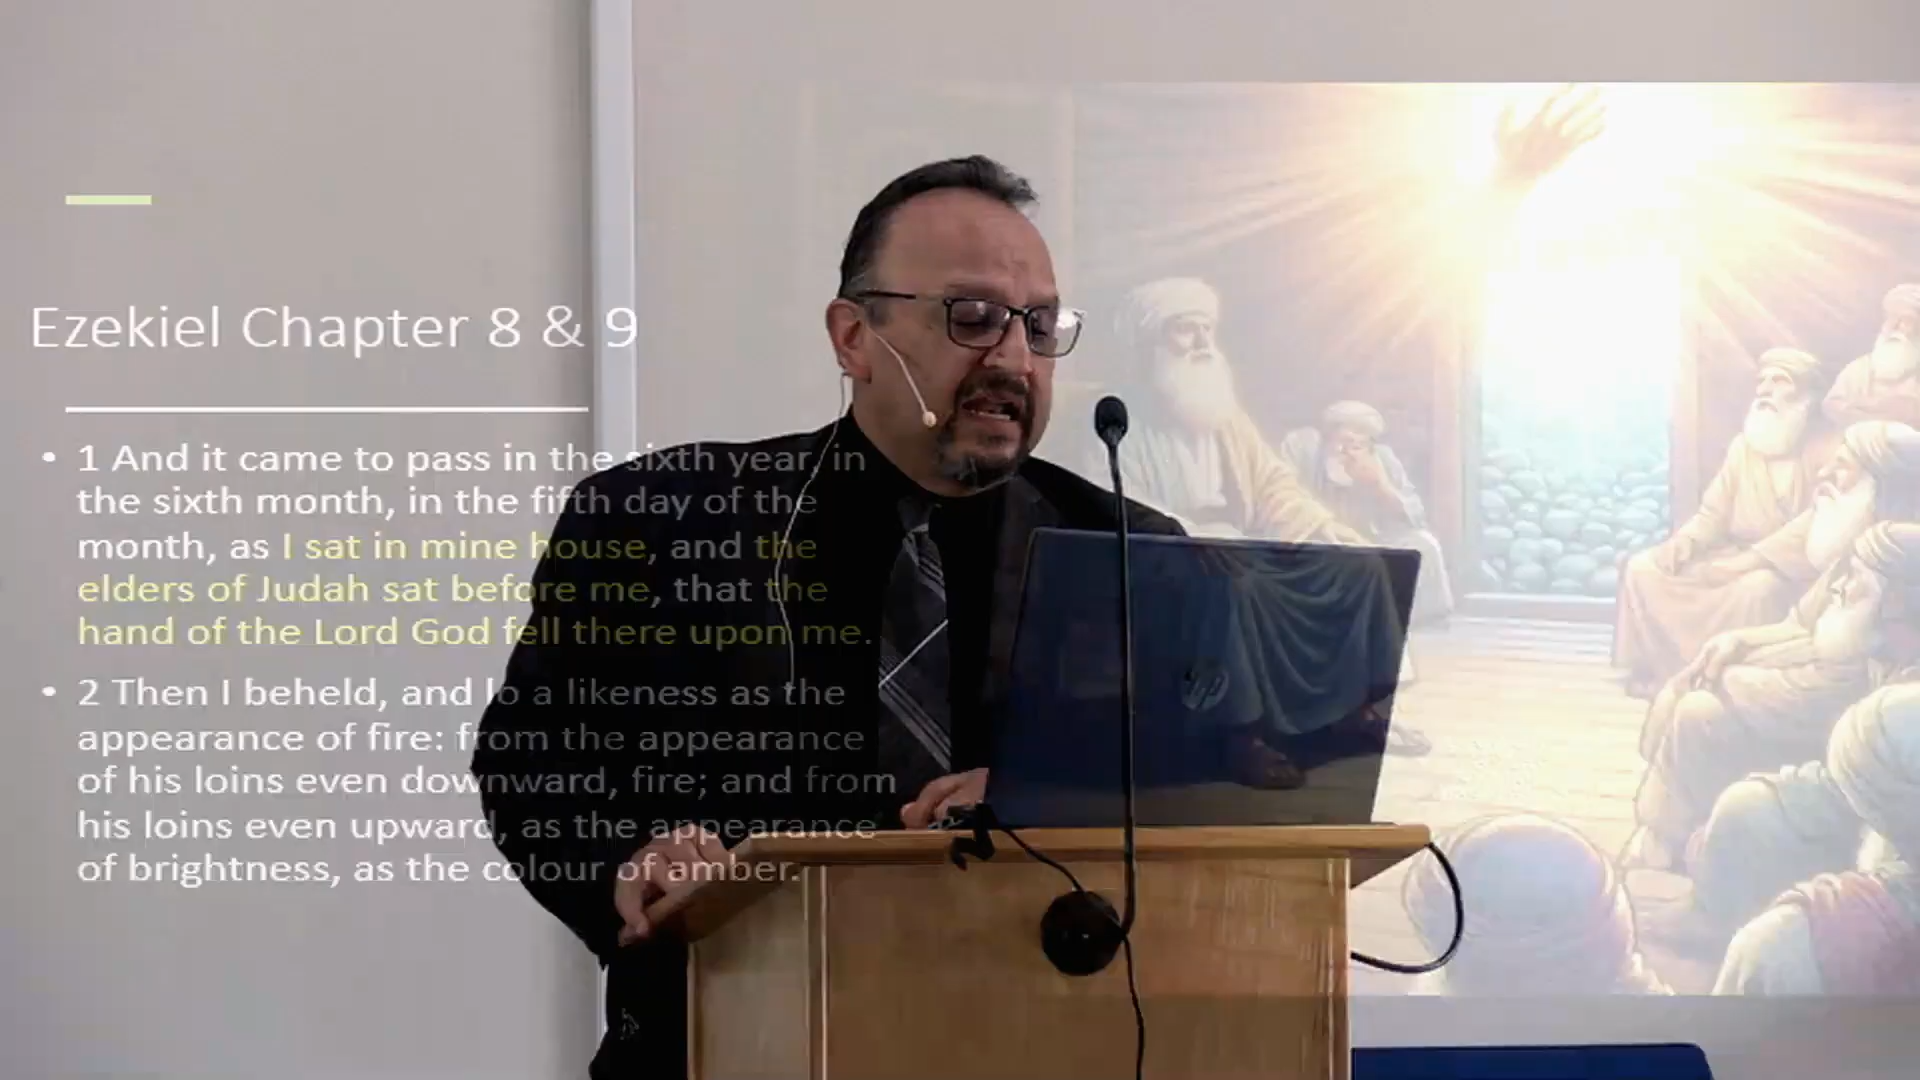 Ezekiel Chapter 8 & 9
• 1 And it came to pass in the sixth year, in
the sixth month, in the fifth day of the
month, as I sat in mine house, and the
elders of Judah sat before me, that the
hand of the Lord God fell there upon me.
• 2 Then I beheld, and lo a likeness as the
appearance of fire: from the appearance
of his loins even downward, fire; and from
his loins even upward, as the appearance
of brightness, as the colour of amber.
hp